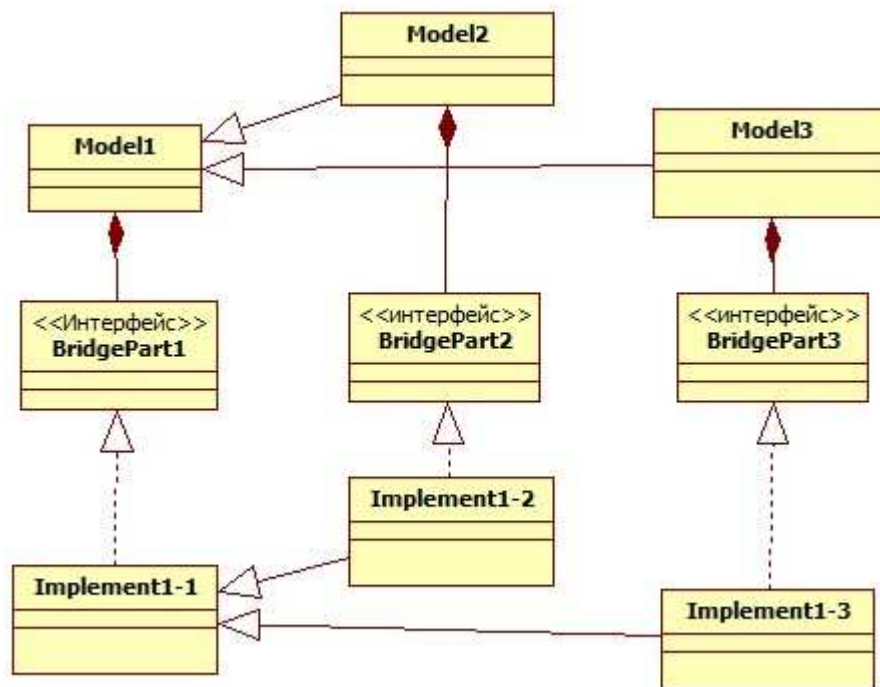 Model2
Model1
Model3
<<Интерфейс>>
BridgePart1
<<интерфейс>>
BridgePart2
<<интерфейс>>
BridgePart3
Implement1-2
Implement1-1
Implement1-3